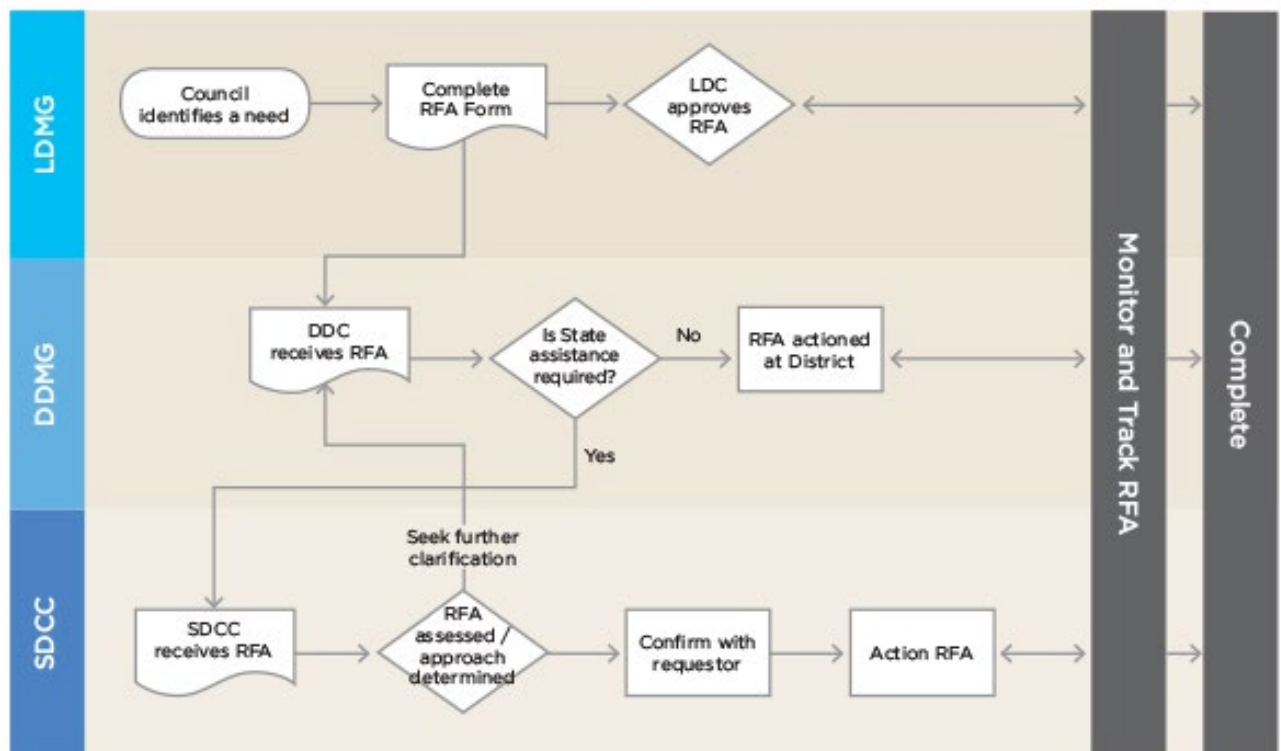 LDMG
Council
identifies a need
Complete
RFA Form
LDC
approves
RFA
DDMG
DDC
receives RFA
Is State
assistance
required?
No
RFA actioned
at District
Yes
SDCC
Seek further
clarification
SDCC
receives RFA
RFA
assessed /
approach
determined
Confirm with
requestor
Action RFA
Monitor and Track RFA
Complete